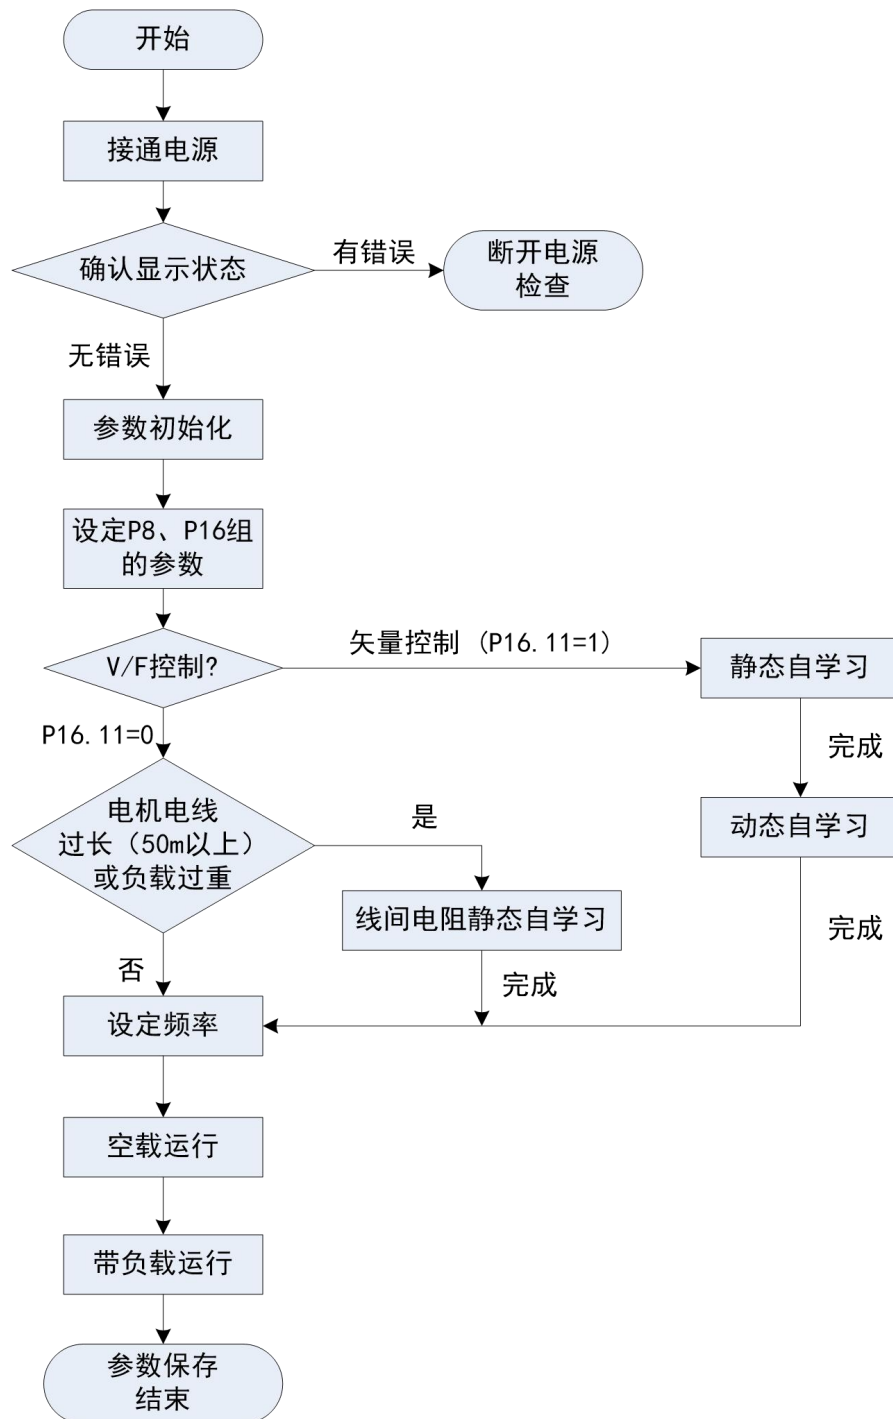 开始
接通电源
确认显示状态
有错误
断开电源
检查
无错误
参数初始化
设定P8、P16组
的参数
V/F控制?
矢量控制 (P16.11=1)
静态自学习
P16.11=0
完成
电机电线
过长（50m以上）
或负载过重
是
动态自学习
线间电阻静态自学习
完成
否
完成
设定频率
空载运行
带负载运行
参数保存
结束